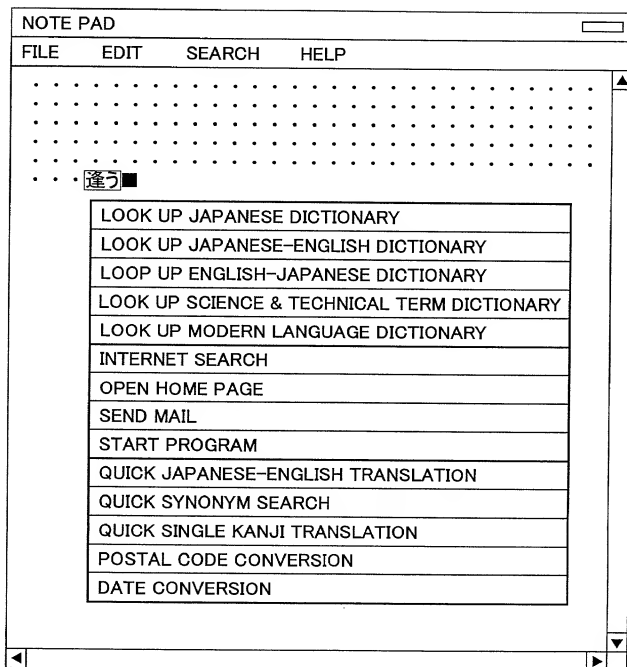 NOTE PAD
FILE EDIT SEARCH HELP
逢う
LOOK UP JAPANESE DICTIONARY
LOOK UP JAPANESE-ENGLISH DICTIONARY
LOOP UP ENGLISH-JAPANESE DICTIONARY
LOOK UP SCIENCE & TECHNICAL TERM DICTIONARY
LOOK UP MODERN LANGUAGE DICTIONARY
INTERNET SEARCH
OPEN HOME PAGE
SEND MAIL
START PROGRAM
QUICK JAPANESE-ENGLISH TRANSLATION
QUICK SYNONYM SEARCH
QUICK SINGLE KANJI TRANSLATION
POSTAL CODE CONVERSION
DATE CONVERSION